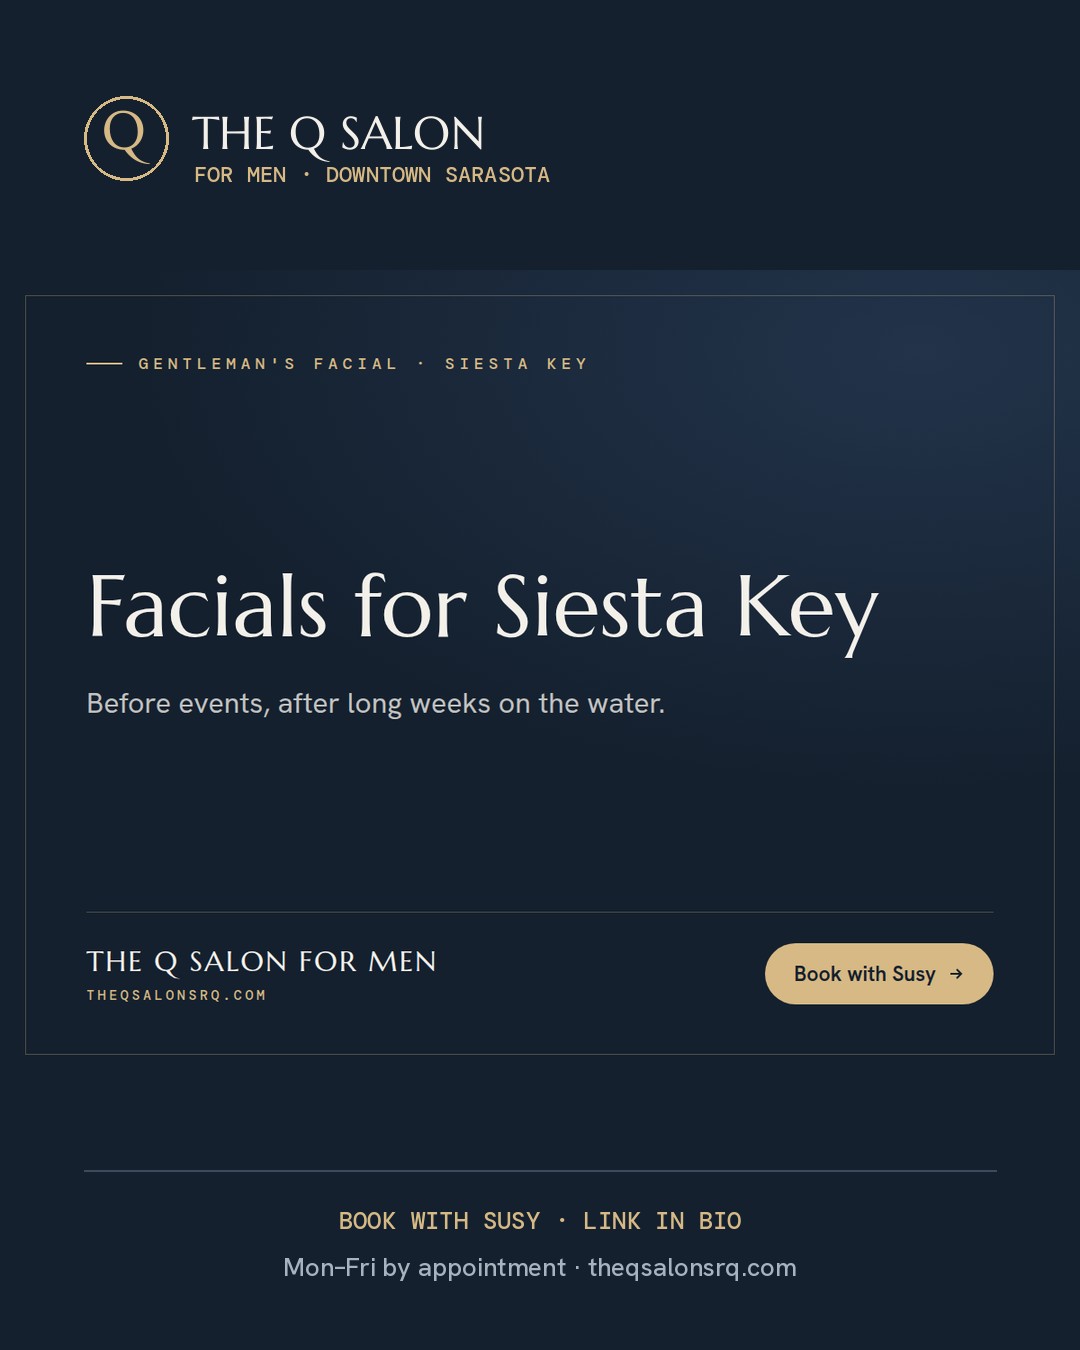 Q
THE Q SALON
FOR MEN · DOWNTOWN SARASOTA
GENTLEMAN'S FACIAL · SIESTA KEY
Facials for Siesta Key
Before events, after long weeks on the water.
THE Q SALON FOR MEN
THEQSALONSRQ.COM
Book with Susy →
BOOK WITH SUSY · LINK IN BIO
Mon–Fri by appointment · theqsalonsrq.com